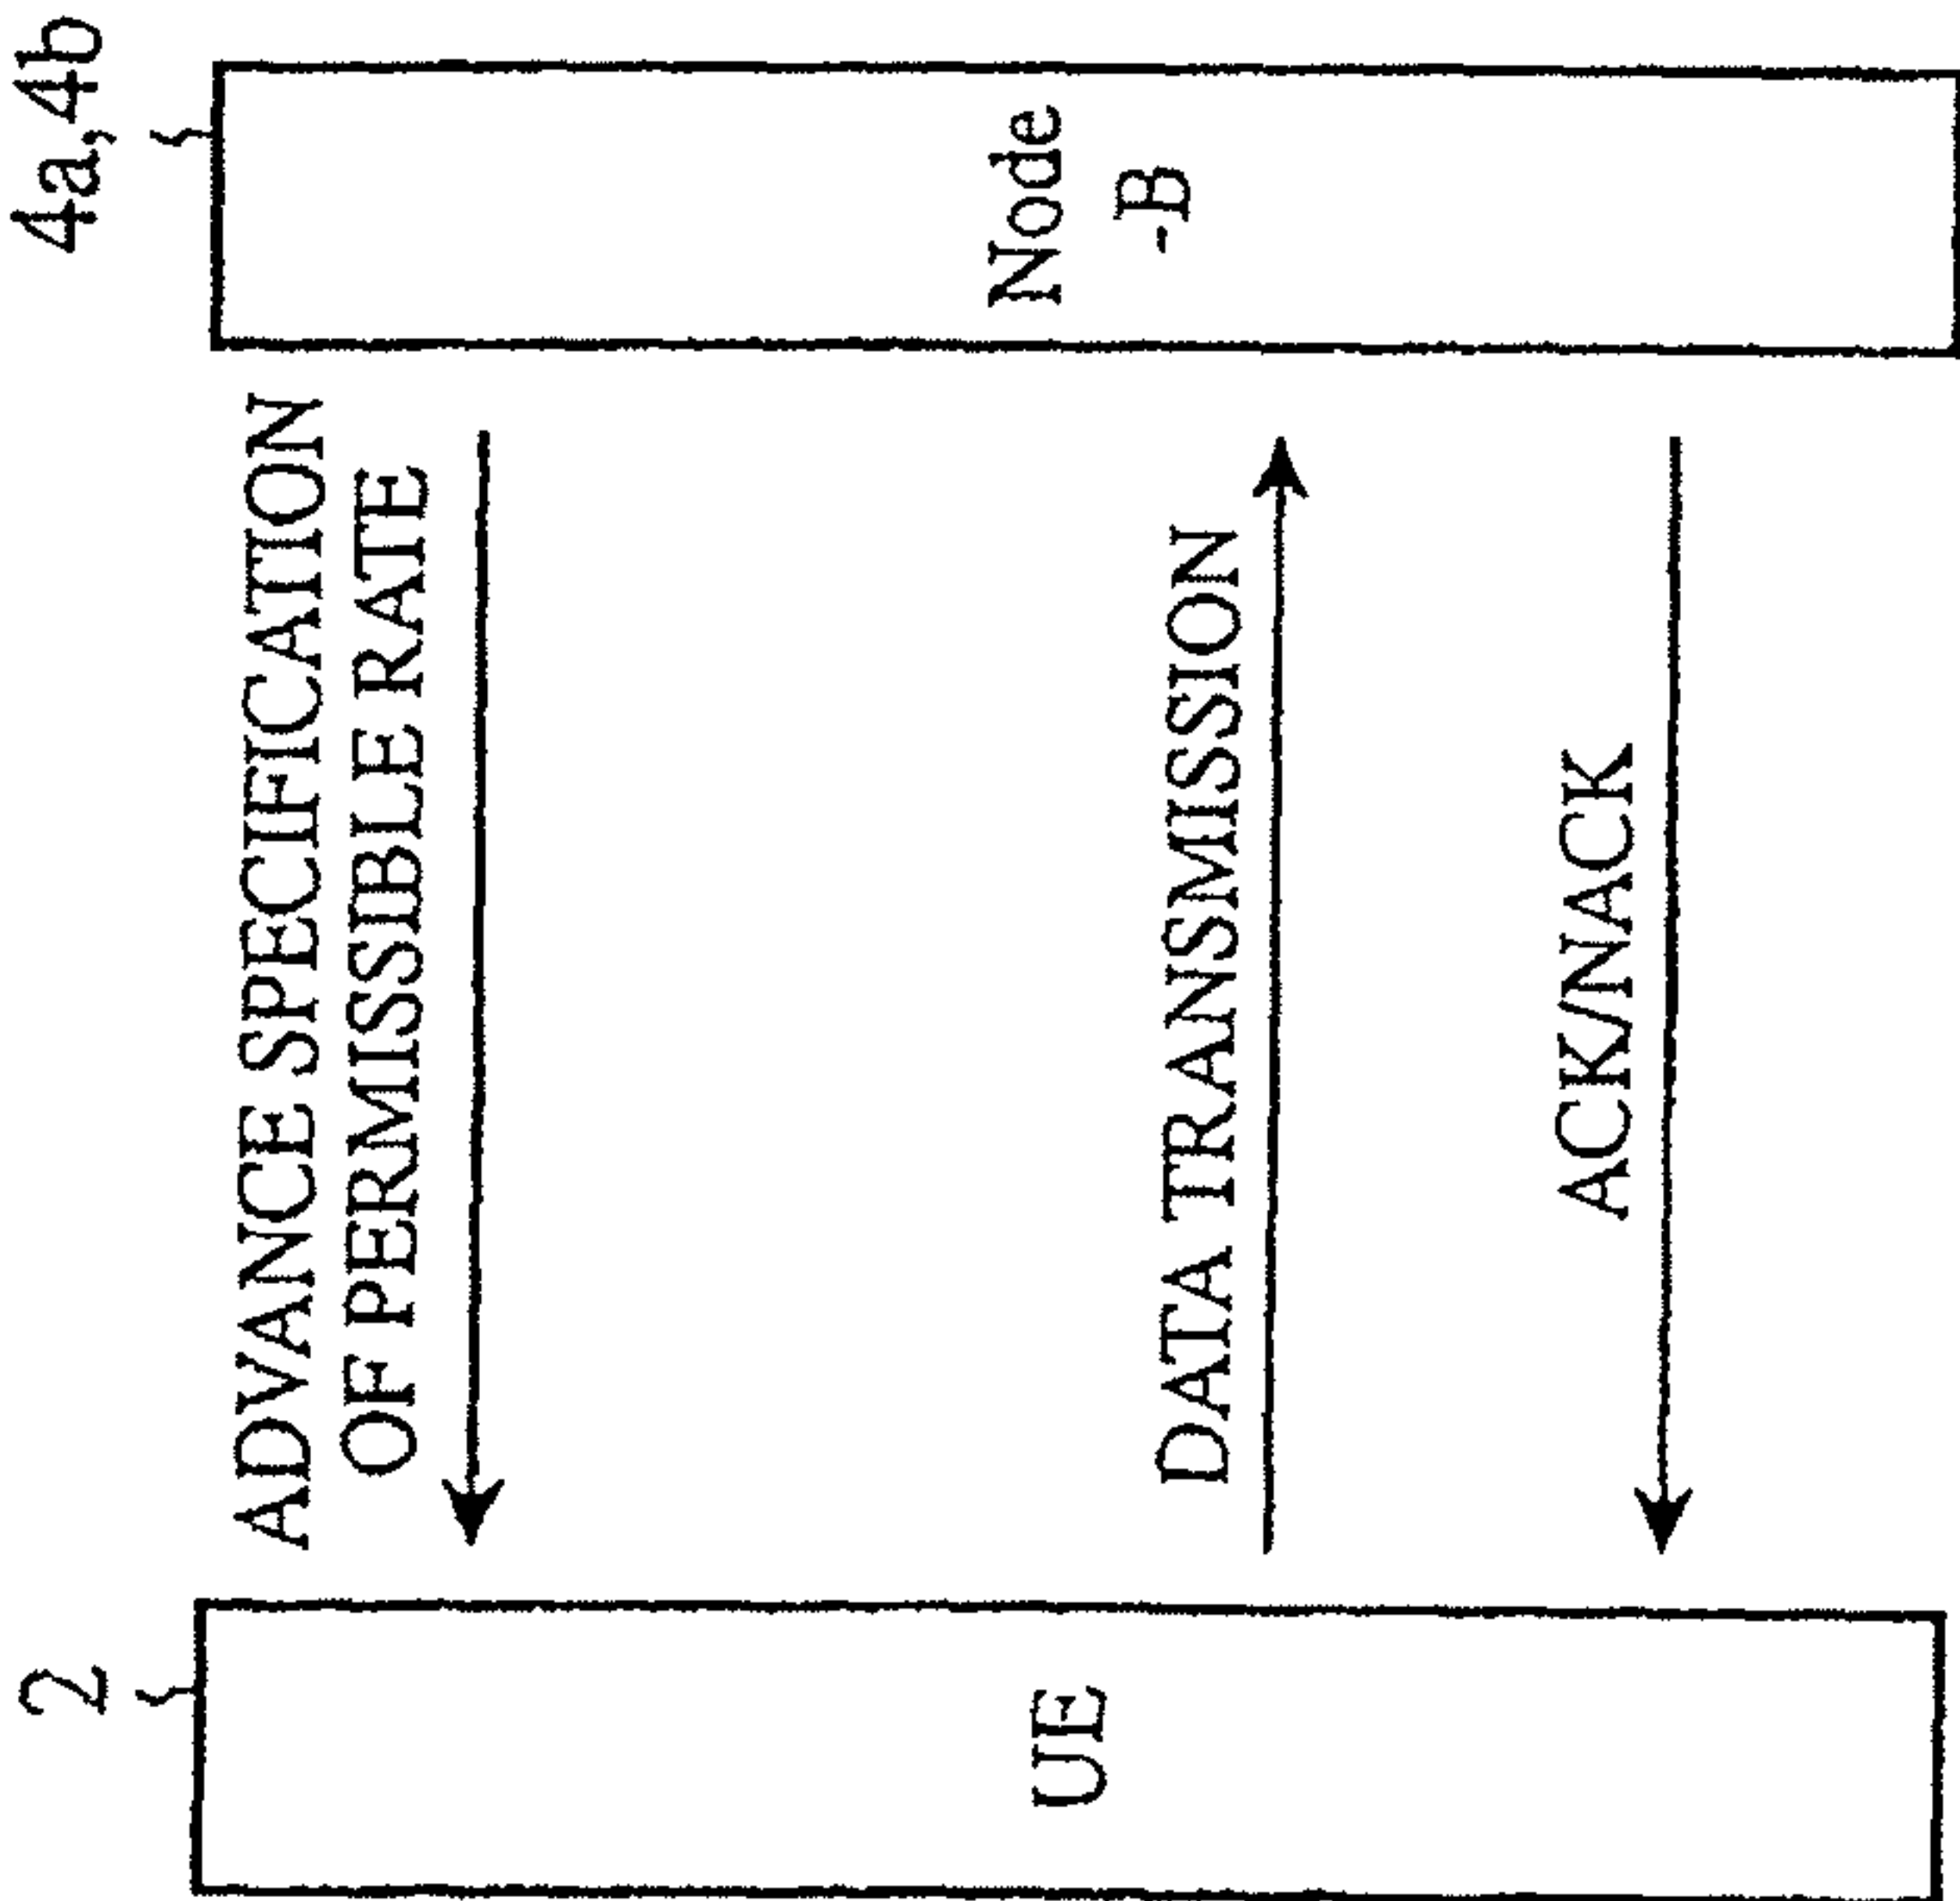 2
4a, 4b
ADVANCE SPECIFICATION
OF PERMISSIBLE RATE
UE
Node
-B
DATA TRANSMISSION
ACK/NACK